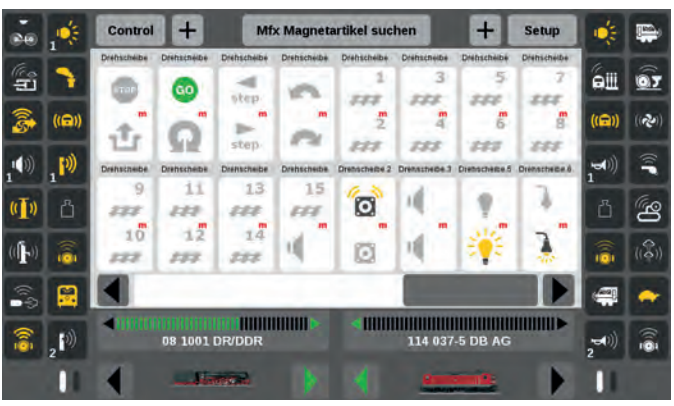 Control + Mfx Magnetartikel suchen + Setup
Drehscheibe Drehscheibe Drehscheibe Drehscheibe Drehscheibe Drehscheibe Drehscheibe Drehscheibe
STOP GO step 1 3 5 7
m m m m m m m
step 2 4 6 8
Drehscheibe Drehscheibe Drehscheibe Drehscheibe Drehscheibe 2 Drehscheibe 3 Drehscheibe 5 Drehscheibe 6
9 11 13 15
m m m m m m m m
10 12 14
1
1
1
2
1
2
08 1001 DR/DDR 114 037-5 DB AG